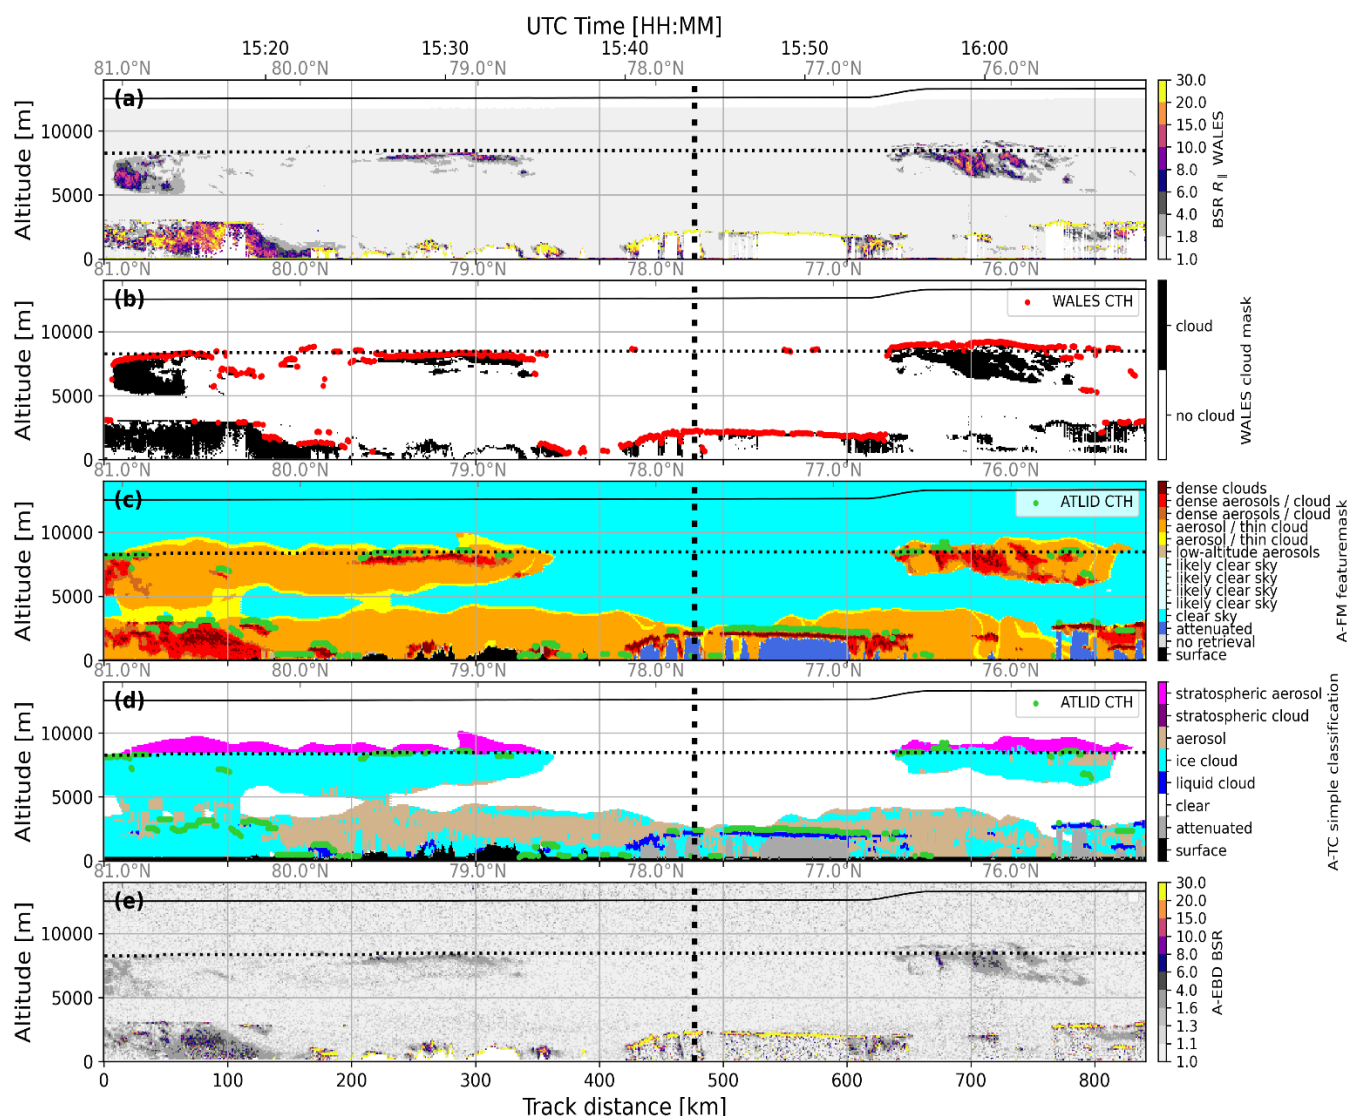 UTC Time [HH:MM]
15:20 15:30 15:40 15:50 16:00
81.0°N 80.0°N 79.0°N 78.0°N 77.0°N 76.0°N
(a)
Altitude [m]
10000
5000
0
30.0
20.0
15.0
10.0
8.0
6.0
4.0
1.8
1.0
BSR R∥ WALES
81.0°N 80.0°N 79.0°N 78.0°N 77.0°N 76.0°N
(b)
WALES CTH
Altitude [m]
10000
5000
0
cloud
no cloud
WALES cloud mask
81.0°N 80.0°N 79.0°N 78.0°N 77.0°N 76.0°N
(c)
ATLID CTH
Altitude [m]
10000
5000
0
dense clouds
dense aerosols / cloud
dense aerosols / cloud
aerosol / thin cloud
aerosol / thin cloud
low-altitude aerosols
likely clear sky
likely clear sky
likely clear sky
likely clear sky
clear sky
attenuated
no retrieval
surface
A-FM featuremask
81.0°N 80.0°N 79.0°N 78.0°N 77.0°N 76.0°N
(d)
ATLID CTH
Altitude [m]
10000
5000
0
stratospheric aerosol
stratospheric cloud
aerosol
ice cloud
liquid cloud
clear
attenuated
surface
A-TC simple classification
81.0°N 80.0°N 79.0°N 78.0°N 77.0°N 76.0°N
(e)
Altitude [m]
10000
5000
0
30.0
20.0
15.0
10.0
8.0
6.0
4.0
1.6
1.3
1.1
1.0
A-EBD BSR
0 100 200 300 400 500 600 700 800
Track distance [km]